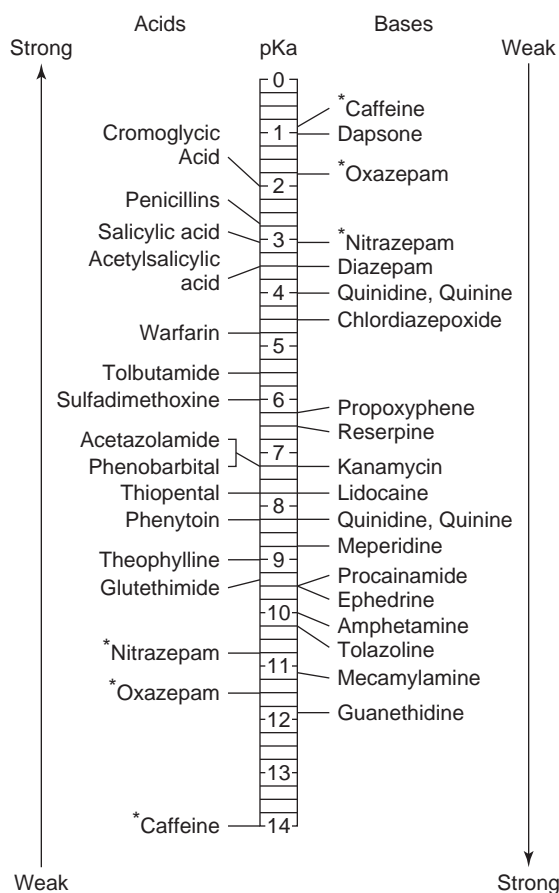 Acids
pKa
Bases
Strong
Weak
0
*Caffeine
1
Dapsone
Cromoglycic
Acid
*Oxazepam
2
Penicillins
Salicylic acid
3
*Nitrazepam
Acetylsalicylic
acid
Diazepam
4
Quinidine, Quinine
Chlordiazepoxide
Warfarin
5
Tolbutamide
Sulfadimethoxine
6
Propoxyphene
Reserpine
Acetazolamide
7
Phenobarbital
Kanamycin
Thiopental
Lidocaine
8
Phenytoin
Quinidine, Quinine
Meperidine
Theophylline
9
Procainamide
Glutethimide
Ephedrine
10
Amphetamine
Tolazoline
*Nitrazepam
11
Mecamylamine
*Oxazepam
Guanethidine
12
13
*Caffeine
14
Weak
Strong